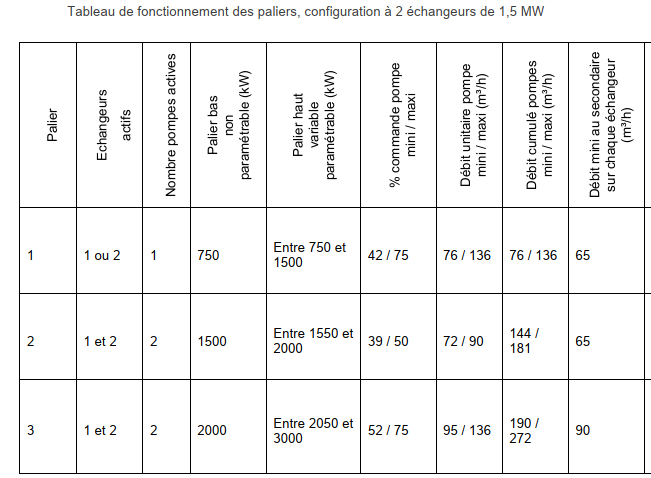 Tableau de fonctionnement des paliers, configuration à 2 échangeurs de 1,5 MW
Palier
Echangeurs
actifs
Nombre pompes actives
Palier bas
non
paramétrable (kW)
Palier haut
variable
paramétrable (kW)
% commande pompe
mini / maxi
Débit unitaire pompe
mini / maxi (m³/h)
Débit cumulé pompes
mini / maxi (m³/h)
Débit mini au secondaire
sur chaque échangeur
(m³/h)
1
1 ou 2
1
750
Entre 750 et
1500
42 / 75
76 / 136
76 / 136
65
2
1 et 2
2
1500
Entre 1550 et
2000
39 / 50
72 / 90
144 /
181
65
3
1 et 2
2
2000
Entre 2050 et
3000
52 / 75
95 / 136
190 /
272
90